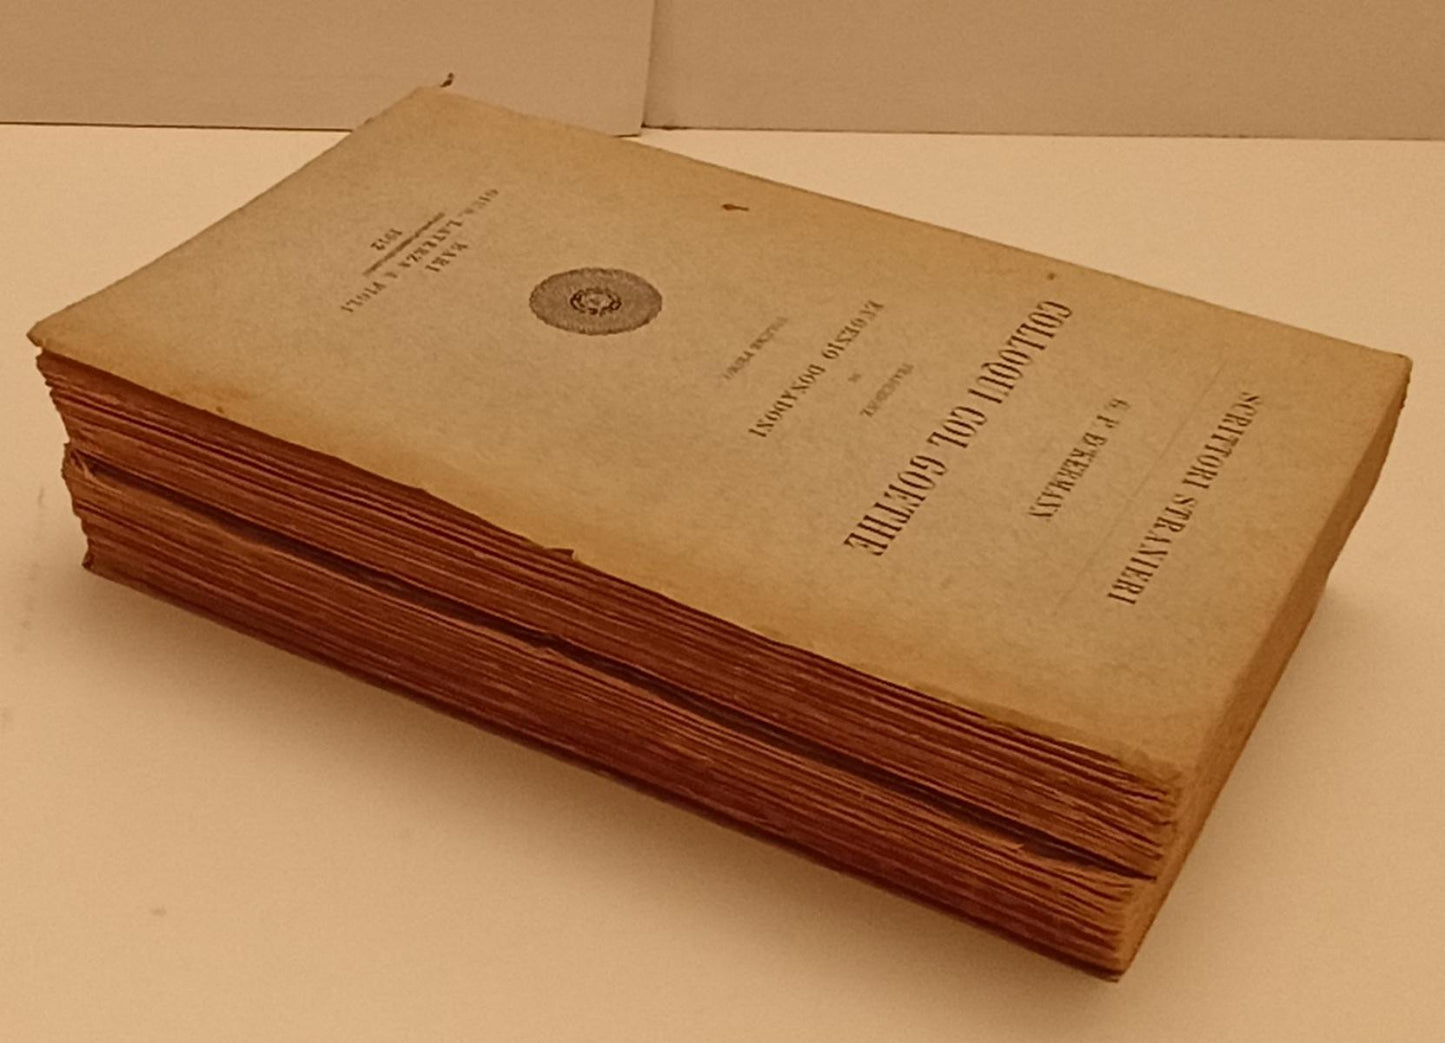 SCRITTORI STRANIERI
G. P. ECKERMANN
COLLOQUI COL GOETHE
TRADUZIONE
DI
EUGENIO DONADONI
VOLUME PRIMO
BARI
GIUS. LATERZA & FIGLI
1912